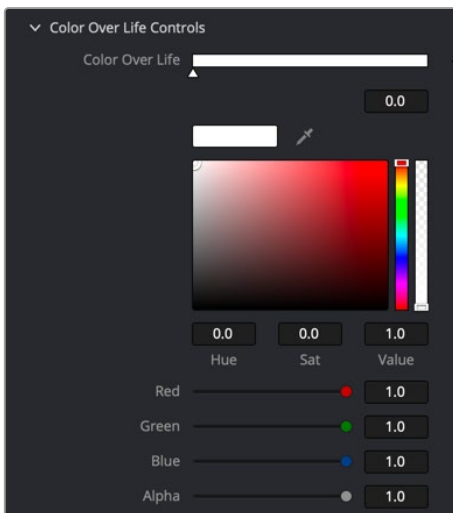 Color Over Life Controls
Color Over Life
0.0
0.0 0.0 1.0
Hue Sat Value
Red 1.0
Green 1.0
Blue 1.0
Alpha 1.0